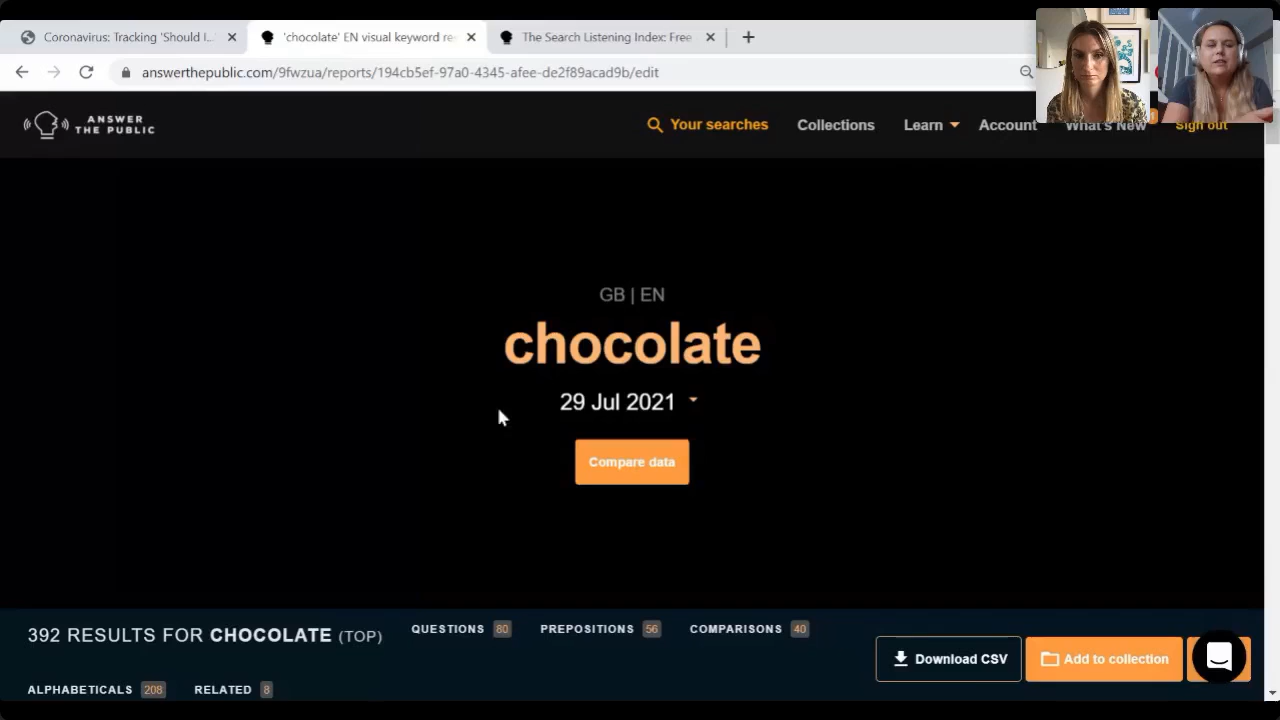 Coronavirus: Tracking 'Should I...
'chocolate' EN visual keyword re
The Search Listening Index: Free
answerthepublic.com/9fwzua/reports/194cb5ef-97a0-4345-afee-de2f89acad9b/edit
ANSWER
THE PUBLIC
Your searches
Collections
Learn
Account
What's New
Sign out
GB | EN
chocolate
29 Jul 2021
Compare data
392 RESULTS FOR CHOCOLATE (TOP)
QUESTIONS 80
PREPOSITIONS 56
COMPARISONS 40
ALPHABETICALS 208
RELATED 8
Download CSV
Add to collection